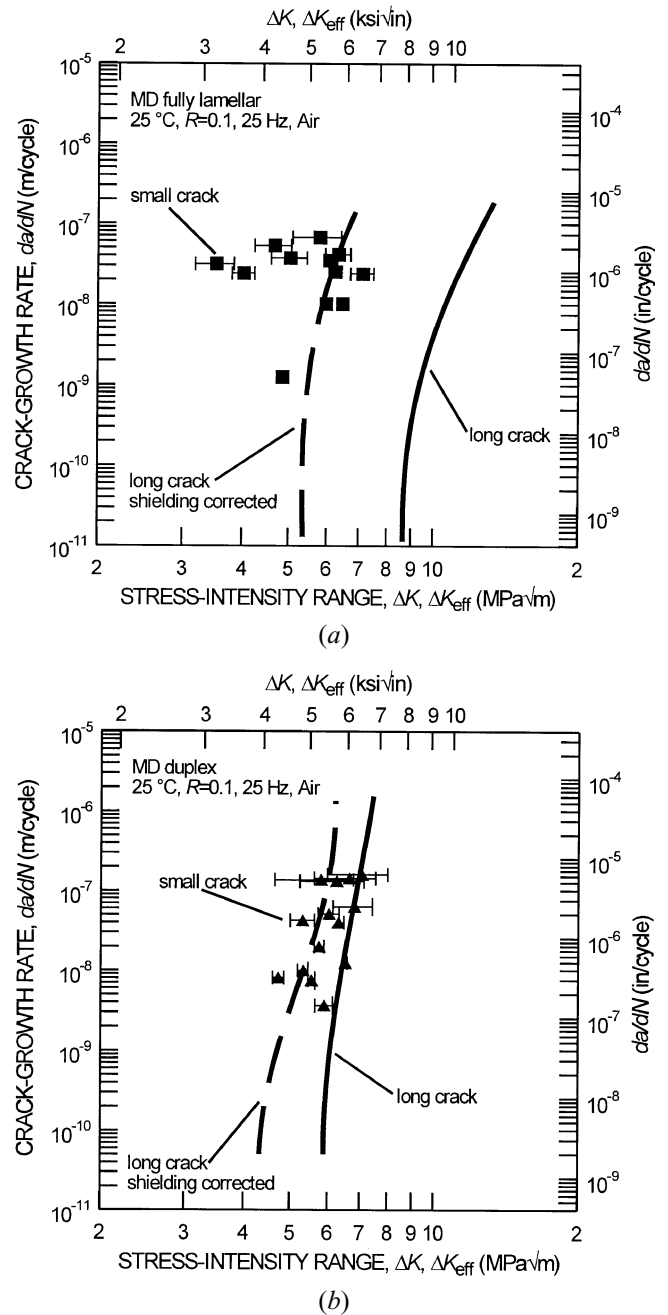 ΔK, ΔKeff (ksi√in)
2 3 4 5 6 7 8 9 10
10⁻⁵
MD fully lamellar
25 °C, R=0.1, 25 Hz, Air
10⁻⁴
10⁻⁶
small crack
10⁻⁵
10⁻⁷
10⁻⁶
10⁻⁸
10⁻⁷
10⁻⁹
long crack
10⁻⁸
10⁻¹⁰
long crack
shielding corrected
10⁻⁹
10⁻¹¹
CRACK-GROWTH RATE, da/dN (m/cycle)
da/dN (in/cycle)
2 3 4 5 6 7 8 9 10 2
STRESS-INTENSITY RANGE, ΔK, ΔKeff (MPa√m)
(a)
ΔK, ΔKeff (ksi√in)
2 3 4 5 6 7 8 9 10
10⁻⁵
MD duplex
25 °C, R=0.1, 25 Hz, Air
10⁻⁴
10⁻⁶
10⁻⁵
small crack
10⁻⁷
10⁻⁶
10⁻⁸
10⁻⁷
10⁻⁹
long crack
10⁻⁸
10⁻¹⁰
long crack
shielding corrected
10⁻⁹
10⁻¹¹
CRACK-GROWTH RATE, da/dN (m/cycle)
da/dN (in/cycle)
2 3 4 5 6 7 8 9 10 2
STRESS-INTENSITY RANGE, ΔK, ΔKeff (MPa√m)
(b)